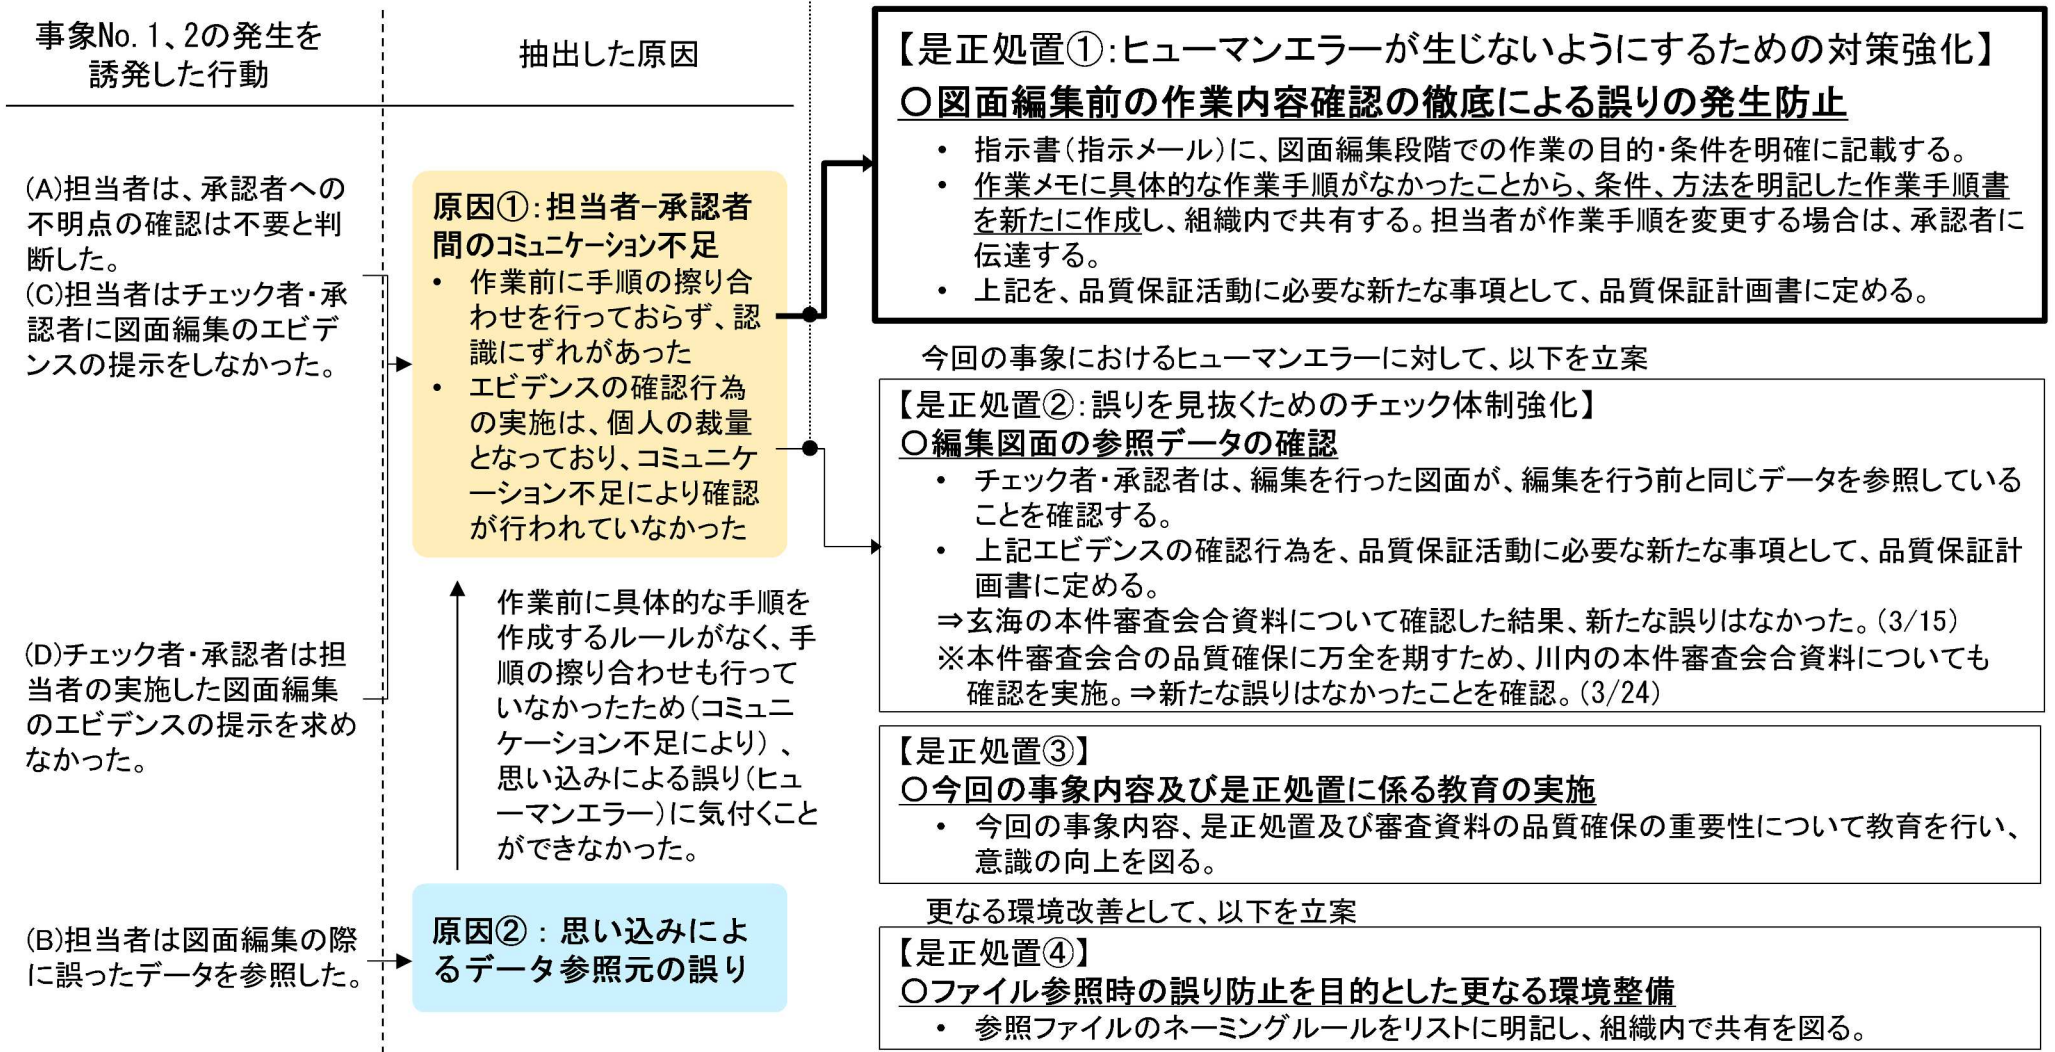 事象No.1、2の発生を
誘発した行動
抽出した原因
(A)担当者は、承認者への
不明点の確認は不要と判
断した。
(C)担当者はチェック者・承
認者に図面編集のエビデ
ンスの提示をしなかった。
(D)チェック者・承認者は担
当者の実施した図面編集
のエビデンスの提示を求め
なかった。
(B)担当者は図面編集の際
に誤ったデータを参照した。
原因①:担当者-承認者
間のコミュニケーション不足
• 作業前に手順の擦り合
わせを行っておらず、認
識にずれがあった
• エビデンスの確認行為
の実施は、個人の裁量
となっており、コミュニケ
ーション不足により確認
が行われていなかった
作業前に具体的な手順を
作成するルールがなく、手
順の擦り合わせも行って
いなかったため(コミュニ
ケーション不足により)、
思い込みによる誤り(ヒュ
ーマンエラー)に気付くこと
ができなかった。
原因②:思い込みによ
るデータ参照元の誤り
【是正処置①:ヒューマンエラーが生じないようにするための対策強化】
○図面編集前の作業内容確認の徹底による誤りの発生防止
• 指示書(指示メール)に、図面編集段階での作業の目的・条件を明確に記載する。
• 作業メモに具体的な作業手順がなかったことから、条件、方法を明記した作業手順書
を新たに作成し、組織内で共有する。担当者が作業手順を変更する場合は、承認者に
伝達する。
• 上記を、品質保証活動に必要な新たな事項として、品質保証計画書に定める。
今回の事象におけるヒューマンエラーに対して、以下を立案
【是正処置②:誤りを見抜くためのチェック体制強化】
○編集図面の参照データの確認
• チェック者・承認者は、編集を行った図面が、編集を行う前と同じデータを参照している
ことを確認する。
• 上記エビデンスの確認行為を、品質保証活動に必要な新たな事項として、品質保証計
画書に定める。
⇒玄海の本件審査会合資料について確認した結果、新たな誤りはなかった。(3/15)
※本件審査会合の品質確保に万全を期すため、川内の本件審査会合資料についても
確認を実施。⇒新たな誤りはなかったことを確認。(3/24)
【是正処置③】
○今回の事象内容及び是正処置に係る教育の実施
• 今回の事象内容、是正処置及び審査資料の品質確保の重要性について教育を行い、
意識の向上を図る。
更なる環境改善として、以下を立案
【是正処置④】
○ファイル参照時の誤り防止を目的とした更なる環境整備
• 参照ファイルのネーミングルールをリストに明記し、組織内で共有を図る。